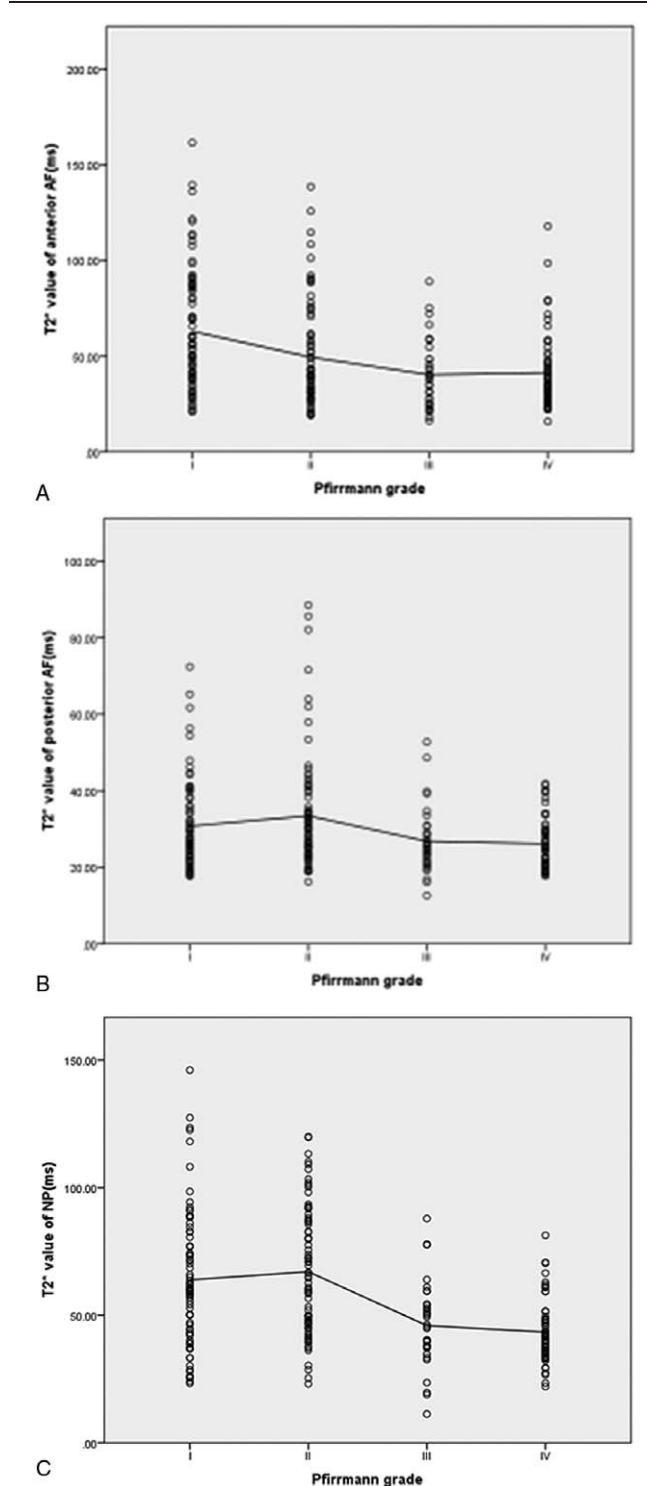 T2* value of anterior AF(ms)
200.00
150.00
100.00
50.00
.00
I II III IV
Pfirrmann grade
A
T2* value of posterior AF(ms)
100.00
80.00
60.00
40.00
20.00
.00
I II III IV
Pfirrmann grade
B
T2* value of NP(ms)
150.00
100.00
50.00
.00
I II III IV
Pfirrmann grade
C